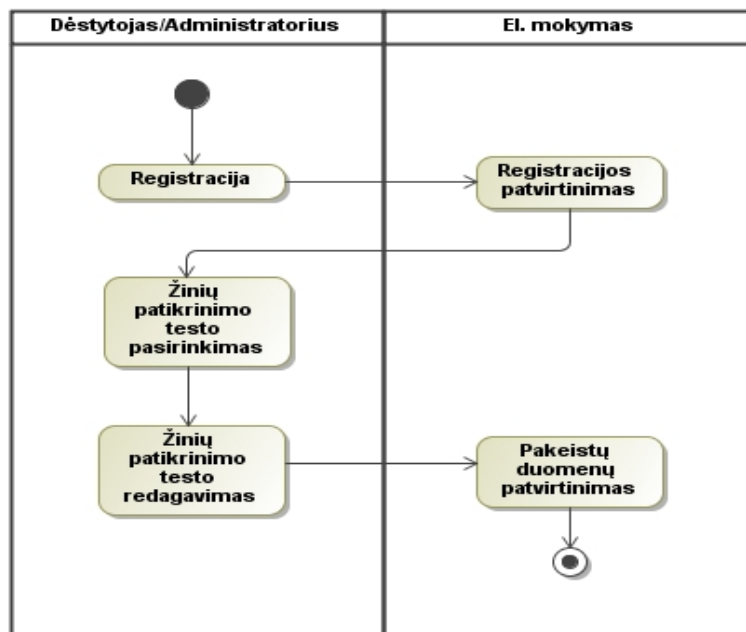 Dėstytojas/Administratorius
El. mokymas
Registracija
Registracijos
patvirtinimas
Žinių
patikrinimo
testo
pasirinkimas
Žinių
patikrinimo
testo
redagavimas
Pakeistų
duomenų
patvirtinimas